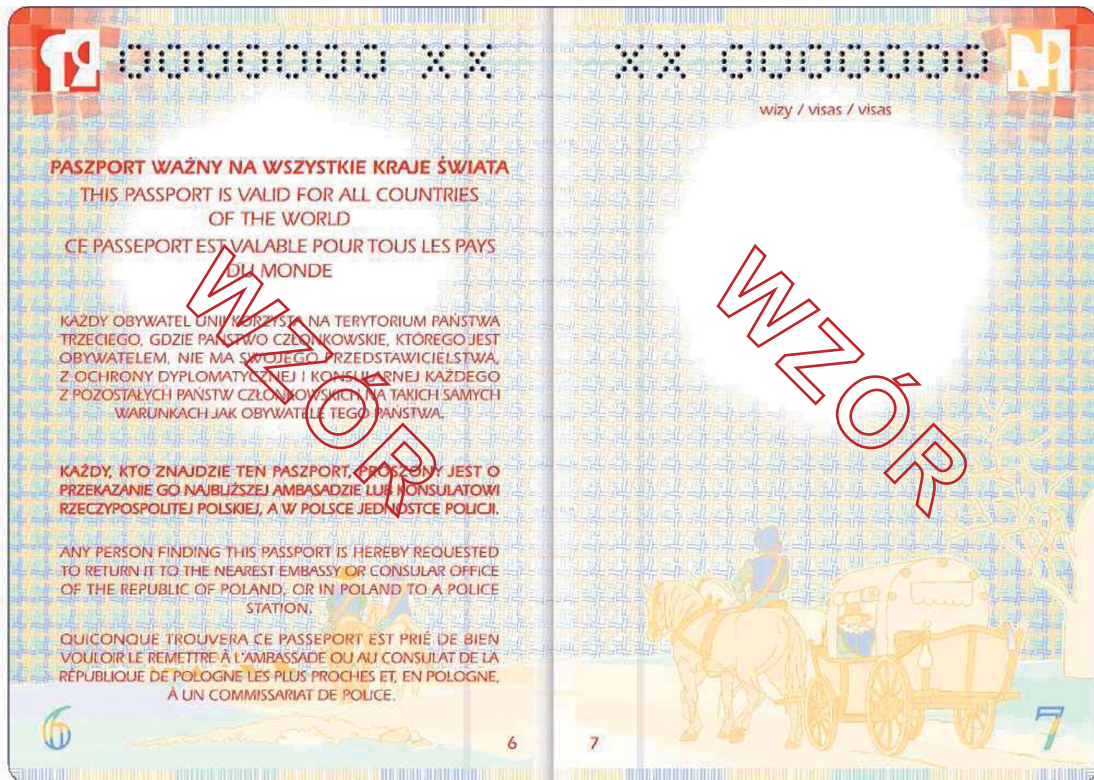 0000000 XX
PASZPORT WAŻNY NA WSZYSTKIE KRAJE ŚWIATA
THIS PASSPORT IS VALID FOR ALL COUNTRIES
OF THE WORLD
CE PASSEPORT EST VALABLE POUR TOUS LES PAYS
DU MONDE
KAŻDY OBYWATEL UNII KORZYSTA NA TERYTORIUM PAŃSTWA
TRZECIEGO, GDZIE PAŃSTWO CZŁONKOWSKIE, KTÓREGO JEST
OBYWATELEM, NIE MA SWOJEGO PRZEDSTAWICIELSTWA,
Z OCHRONY DYPLOMATYCZNEJ I KONSULARNEJ KAŻDEGO
Z POZOSTAŁYCH PAŃSTW CZŁONKOWSKICH NA TAKICH SAMYCH
WARUNKACH JAK OBYWATELE TEGO PAŃSTWA.
KAŻDY, KTO ZNAJDZIE TEN PASZPORT, PROSZONY JEST O
PRZEKAZANIE GO NAJBLIŻSZEJ AMBASADZIE LUB KONSULATOWI
RZECZYPOSPOLITEJ POLSKIEJ, A W POLSCE JEDNOSTCE POLICJI.
ANY PERSON FINDING THIS PASSPORT IS HEREBY REQUESTED
TO RETURN IT TO THE NEAREST EMBASSY OR CONSULAR OFFICE
OF THE REPUBLIC OF POLAND, OR IN POLAND TO A POLICE
STATION.
QUICONQUE TROUVERA CE PASSEPORT EST PRIÉ DE BIEN
VOULOIR LE REMETTRE À L'AMBASSADE OU AU CONSULAT DE LA
RÉPUBLIQUE DE POLOGNE LES PLUS PROCHES ET, EN POLOGNE,
À UN COMMISSARIAT DE POLICE.
WZÓR
6
6
XX 0000000
wizy / visas / visas
WZÓR
7
7